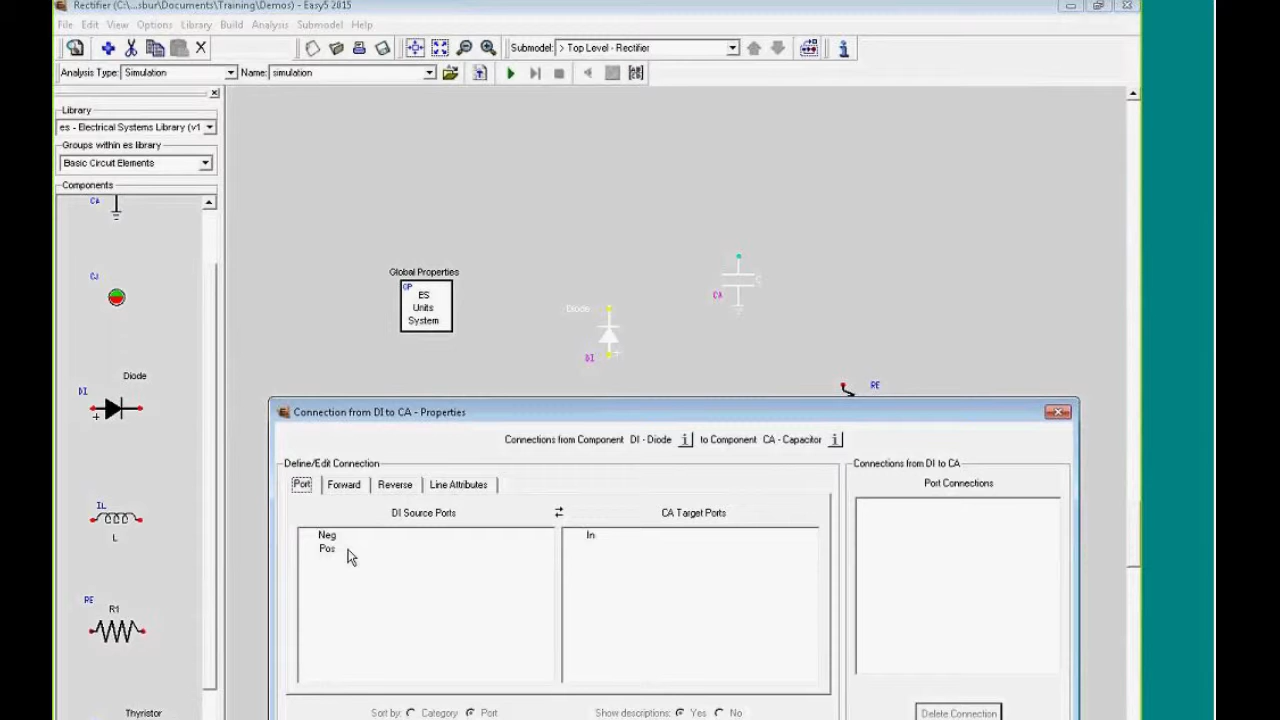 Rectifier (C:\...sbur\Documents\Training\Demos) - Easy5 2015
File Edit View Options Library Build Analysis Submodel Help
Submodel: > Top Level - Rectifier
Analysis Type: Simulation Name: simulation
Library
es - Electrical Systems Library (v1
Groups within es library
Basic Circuit Elements
Components
CA
CJ
Diode
DI
+
IL
L
RE
R1
Thyristor
Global Properties
GP
ES
Units
System
Diode
DI
+
C
CA
RE
Connection from DI to CA - Properties
Connections from Component DI - Diode i to Component CA - Capacitor i
Define/Edit Connection
Port Forward Reverse Line Attributes
DI Source Ports
CA Target Ports
Neg
Pos
In
Connections from DI to CA
Port Connections
Sort by: Category Port
Show descriptions: Yes No
Delete Connection